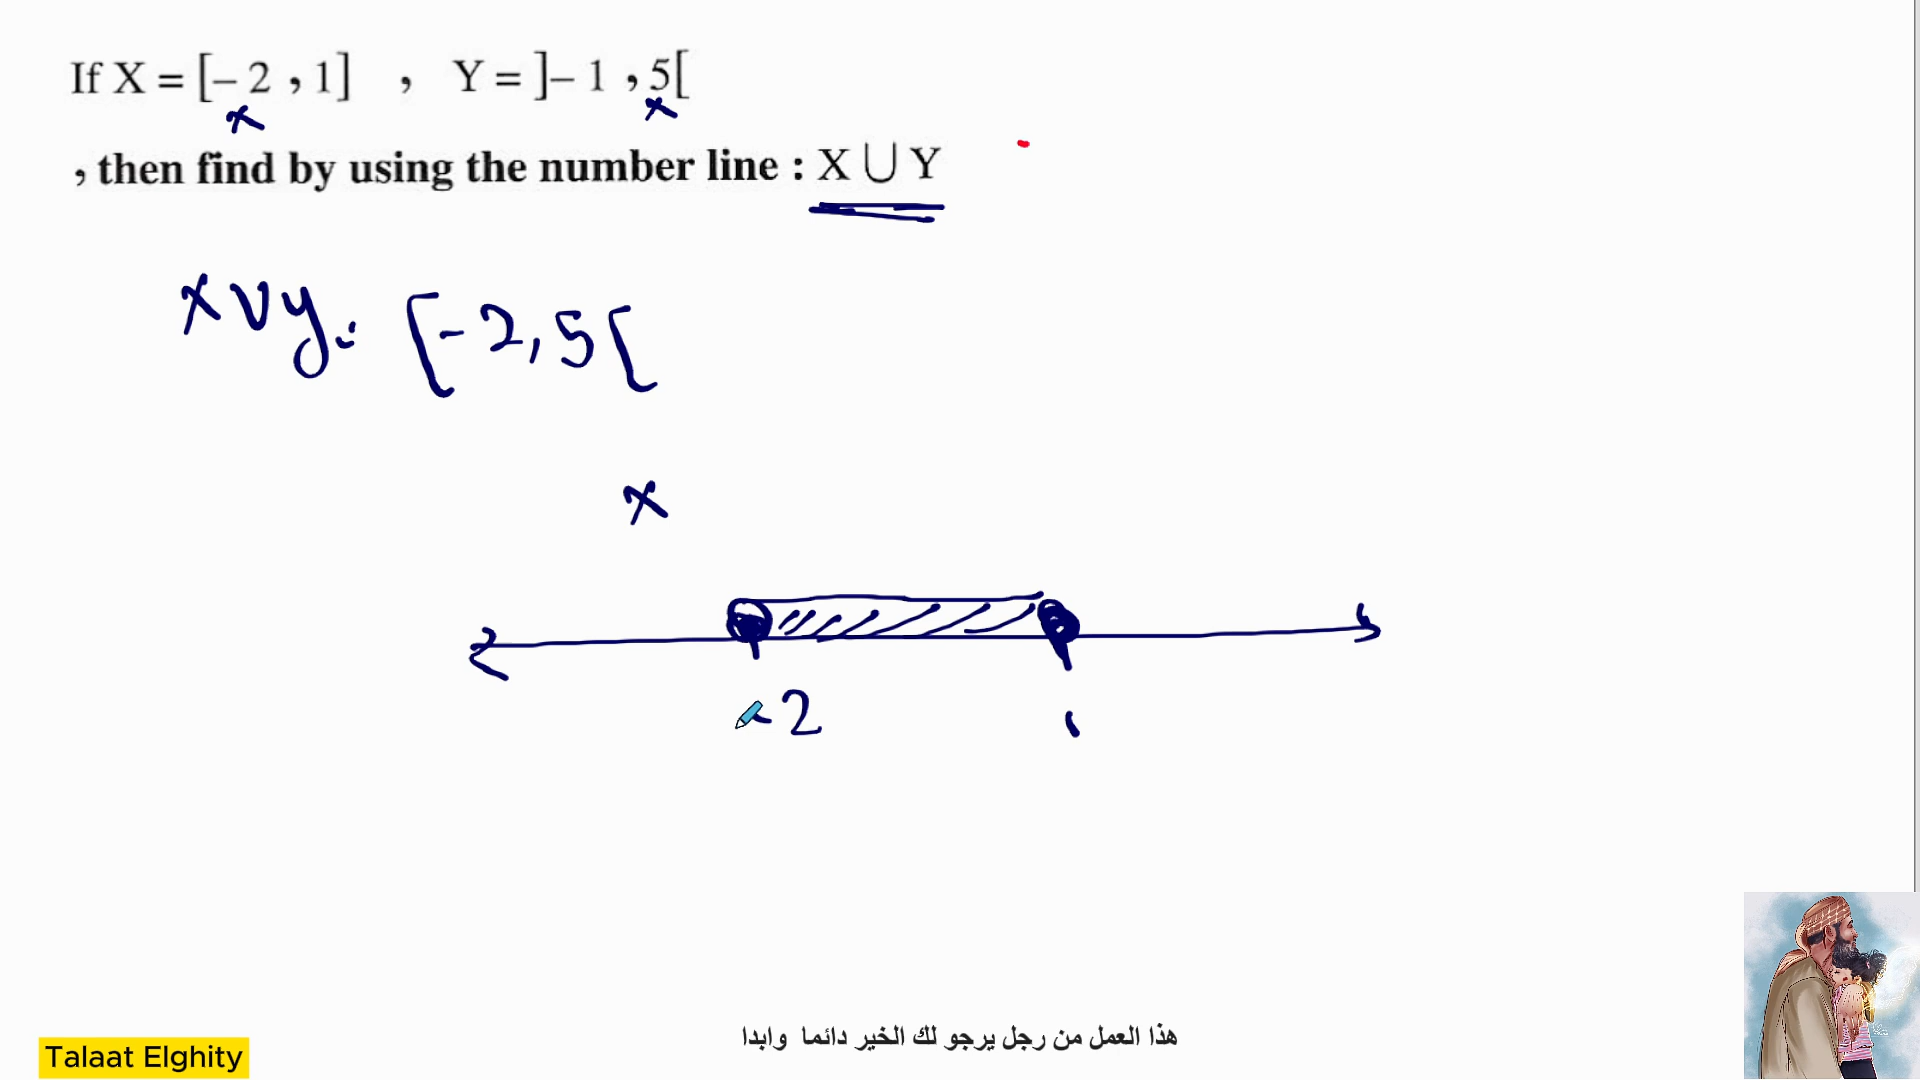 If X = [– 2 , 1] , Y = ]– 1 , 5[
x x
, then find by using the number line : X ∪ Y
x ∪ y = [-2, 5[
x
-2 1
هذا العمل من رجل يرجو لك الخير دائما وابدا
Talaat Elghity